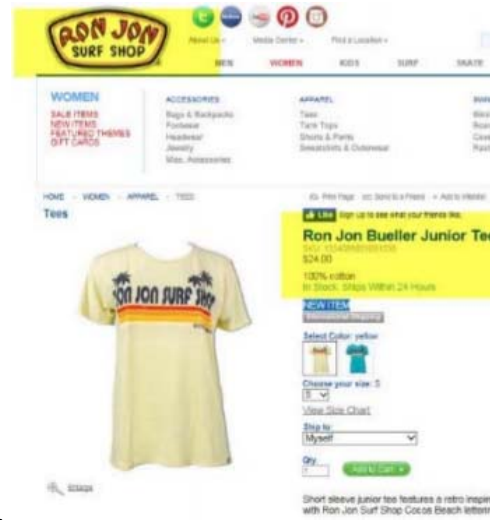 RON JON
SURF SHOP
About Us
Media Center
Find a Location
MEN
WOMEN
KIDS
SURF
SKATE
WOMEN
SALE ITEMS
NEW ITEMS
FEATURED THEMES
GIFT CARDS
ACCESSORIES
Bags & Backpacks
Footwear
Headwear
Jewelry
Misc. Accessories
APPAREL
Tees
Tank Tops
Shorts & Pants
Sweatshirts & Outerwear
HOME - WOMEN - APPAREL - TEES
Print Page Send to a Friend + Add to Wishlist
Tees
Like Sign Up to see what your friends like.
Ron Jon Bueller Junior Tee
$24.00
100% cotton
In Stock: Ships Within 24 Hours
NEW ITEM
International Shipping
RON JON SURF SHOP
Select Color: yellow
Choose your size: S
S
View Size Chart
Ship to:
Myself
Qty
1
Add to Cart
Enlarge
Short sleeve junior tee features a retro inspir
with Ron Jon Surf Shop Cocoa Beach letterin